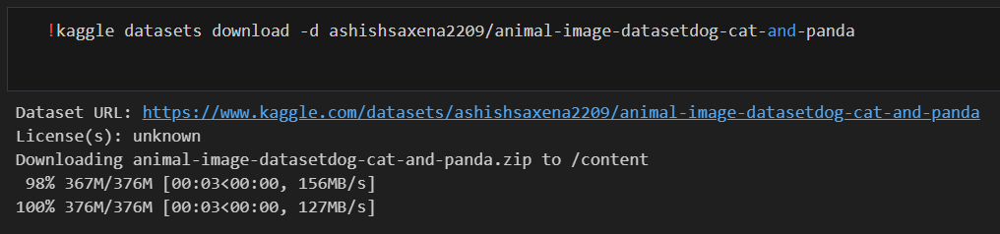 !kaggle datasets download -d ashishsaxena2209/animal-image-datasetdog-cat-and-panda
Dataset URL: https://www.kaggle.com/datasets/ashishsaxena2209/animal-image-datasetdog-cat-and-panda
License(s): unknown
Downloading animal-image-datasetdog-cat-and-panda.zip to /content
 98% 367M/376M [00:03<00:00, 156MB/s]
100% 376M/376M [00:03<00:00, 127MB/s]